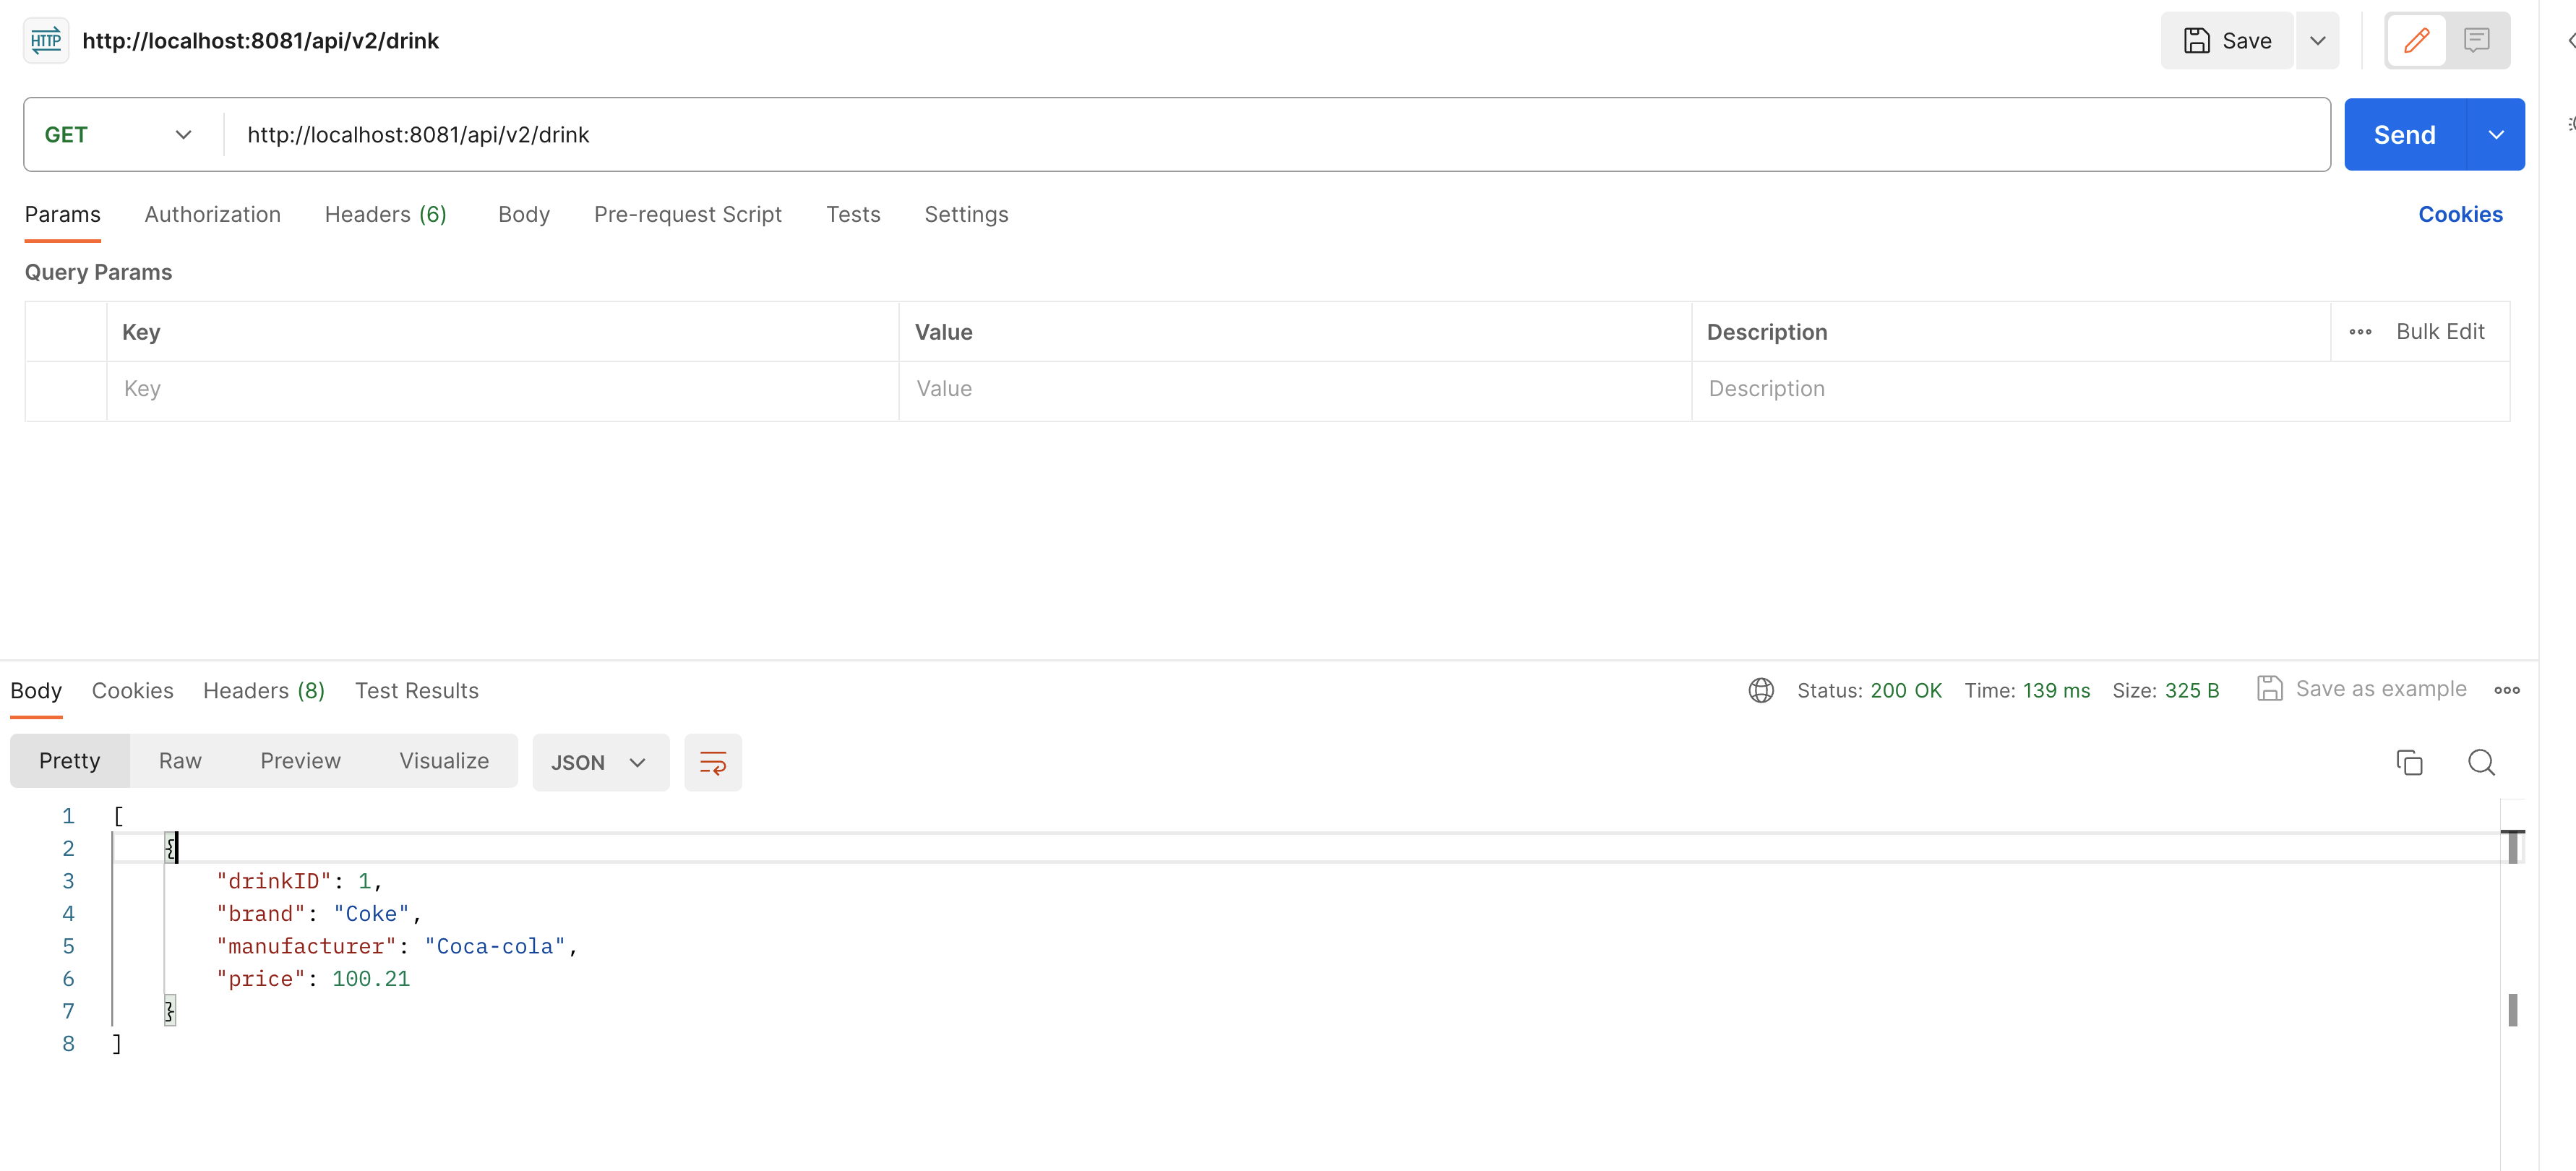 HTTP http://localhost:8081/api/v2/drink Save
GET http://localhost:8081/api/v2/drink Send
Params Authorization Headers (6) Body Pre-request Script Tests Settings Cookies
Query Params
Key Value Description Bulk Edit
Key Value Description
Body Cookies Headers (8) Test Results Status: 200 OK Time: 139 ms Size: 325 B Save as example
Pretty Raw Preview Visualize JSON
1 [
2 {
3 "drinkID": 1,
4 "brand": "Coke",
5 "manufacturer": "Coca-cola",
6 "price": 100.21
7 }
8 ]